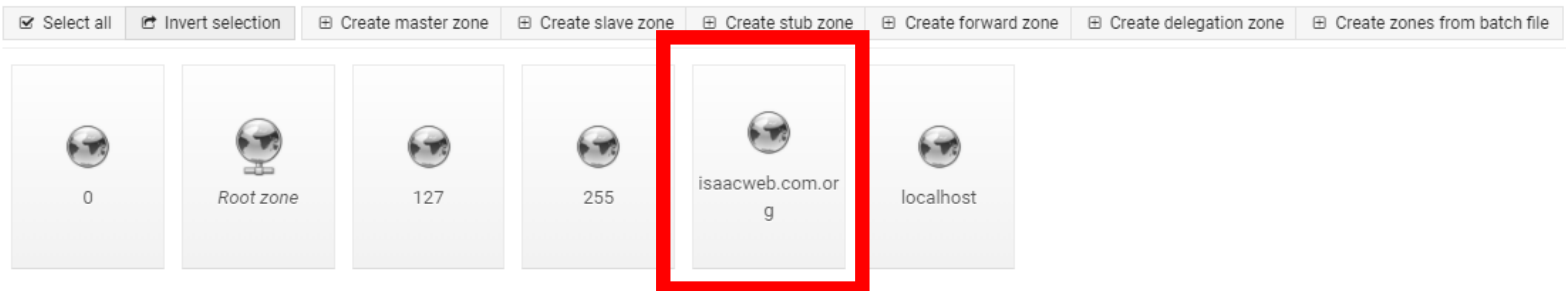 Select all Invert selection Create master zone Create slave zone Create stub zone Create forward zone Create delegation zone Create zones from batch file
0 Root zone 127 255 isaacweb.com.or localhost
g